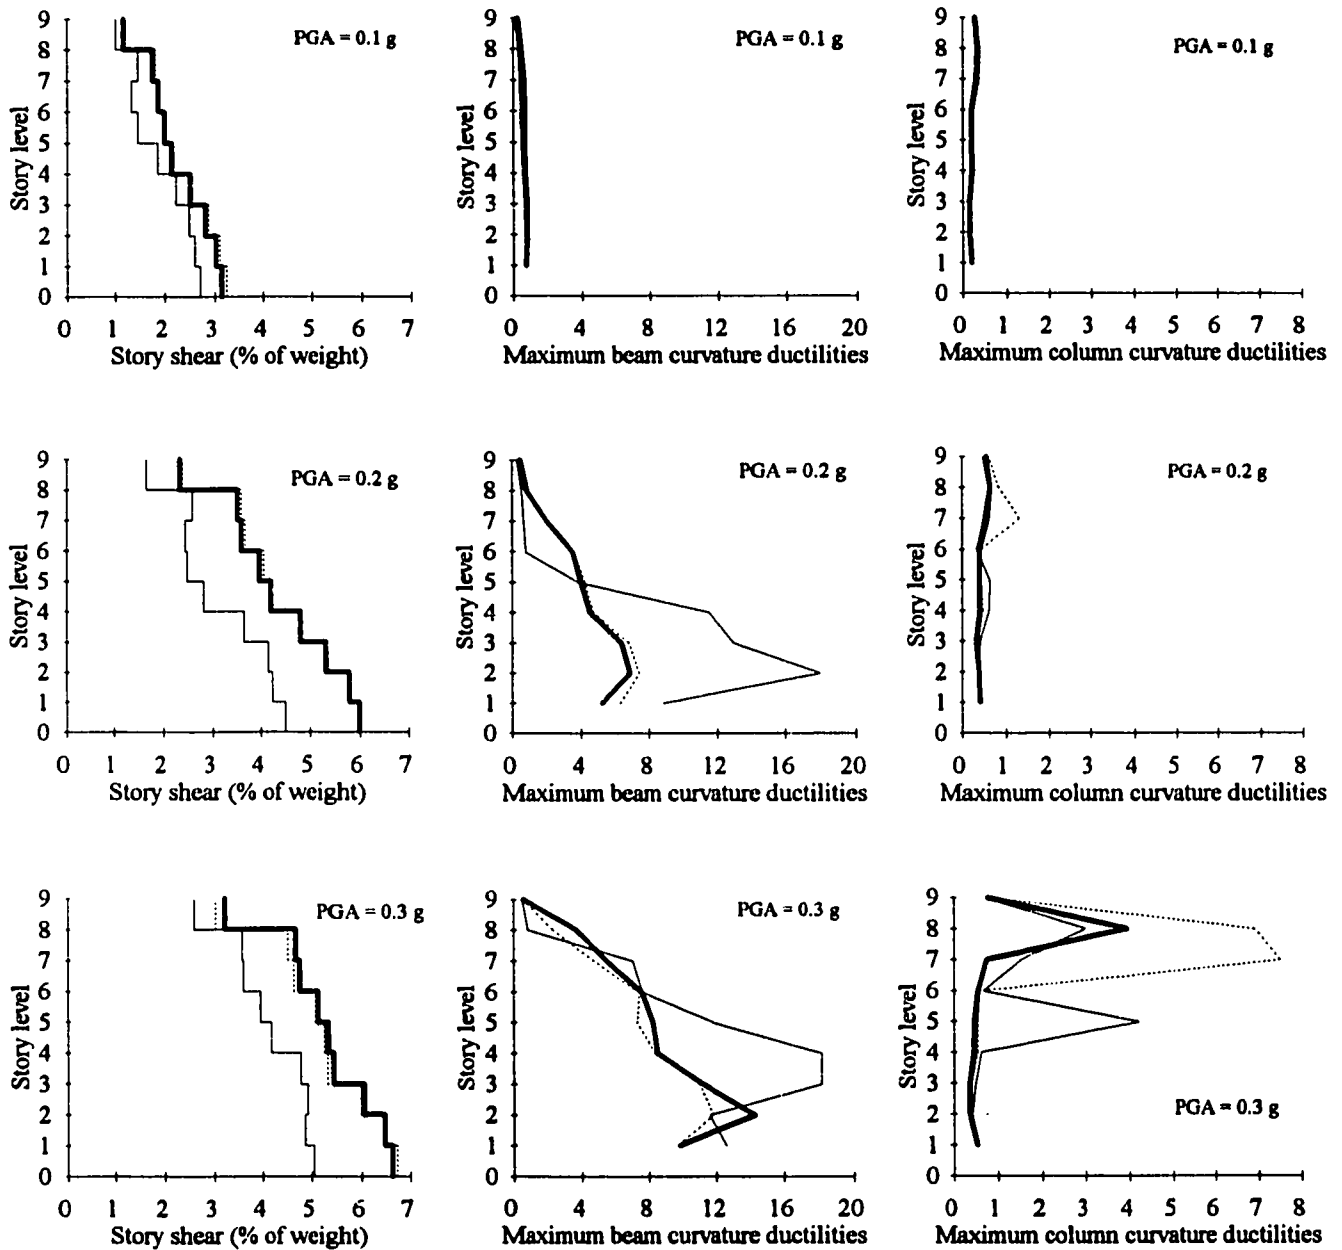 PGA = 0.1 g
Story level
9
8
7
6
5
4
3
2
1
0
0 1 2 3 4 5 6 7
Story shear (% of weight)
PGA = 0.1 g
Story level
9
8
7
6
5
4
3
2
1
0
0 4 8 12 16 20
Maximum beam curvature ductilities
PGA = 0.1 g
Story level
9
8
7
6
5
4
3
2
1
0
0 1 2 3 4 5 6 7 8
Maximum column curvature ductilities
PGA = 0.2 g
Story level
9
8
7
6
5
4
3
2
1
0
0 1 2 3 4 5 6 7
Story shear (% of weight)
PGA = 0.2 g
Story level
9
8
7
6
5
4
3
2
1
0
0 4 8 12 16 20
Maximum beam curvature ductilities
PGA = 0.2 g
Story level
9
8
7
6
5
4
3
2
1
0
0 1 2 3 4 5 6 7 8
Maximum column curvature ductilities
PGA = 0.3 g
Story level
9
8
7
6
5
4
3
2
1
0
0 1 2 3 4 5 6 7
Story shear (% of weight)
PGA = 0.3 g
Story level
9
8
7
6
5
4
3
2
1
0
0 4 8 12 16 20
Maximum beam curvature ductilities
PGA = 0.3 g
Story level
9
8
7
6
5
4
3
2
1
0
0 1 2 3 4 5 6 7 8
Maximum column curvature ductilities